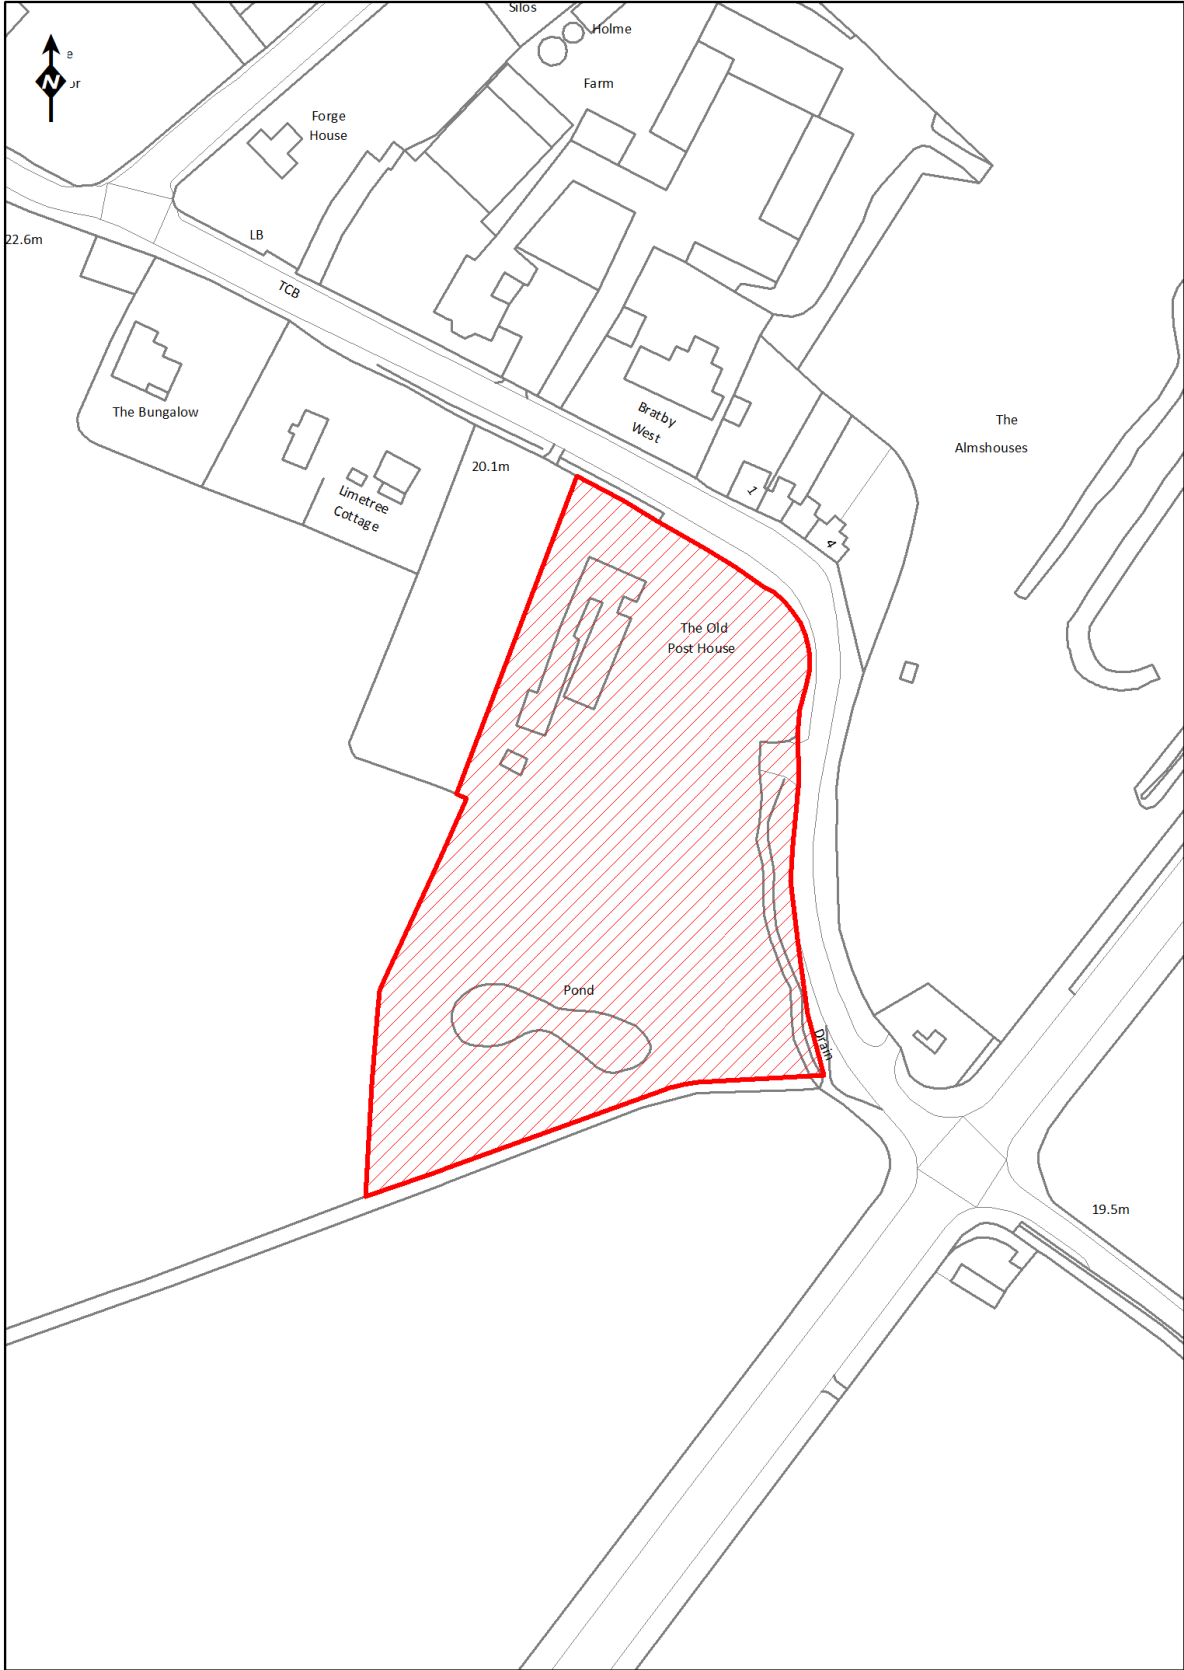 Silos
Holme
Farm
N
e
or
Forge
House
LB
22.6m
TCB
The Bungalow
Bratby
West
The
Almshouses
20.1m
Limetree
Cottage
1
4
The Old
Post House
Pond
Drain
19.5m